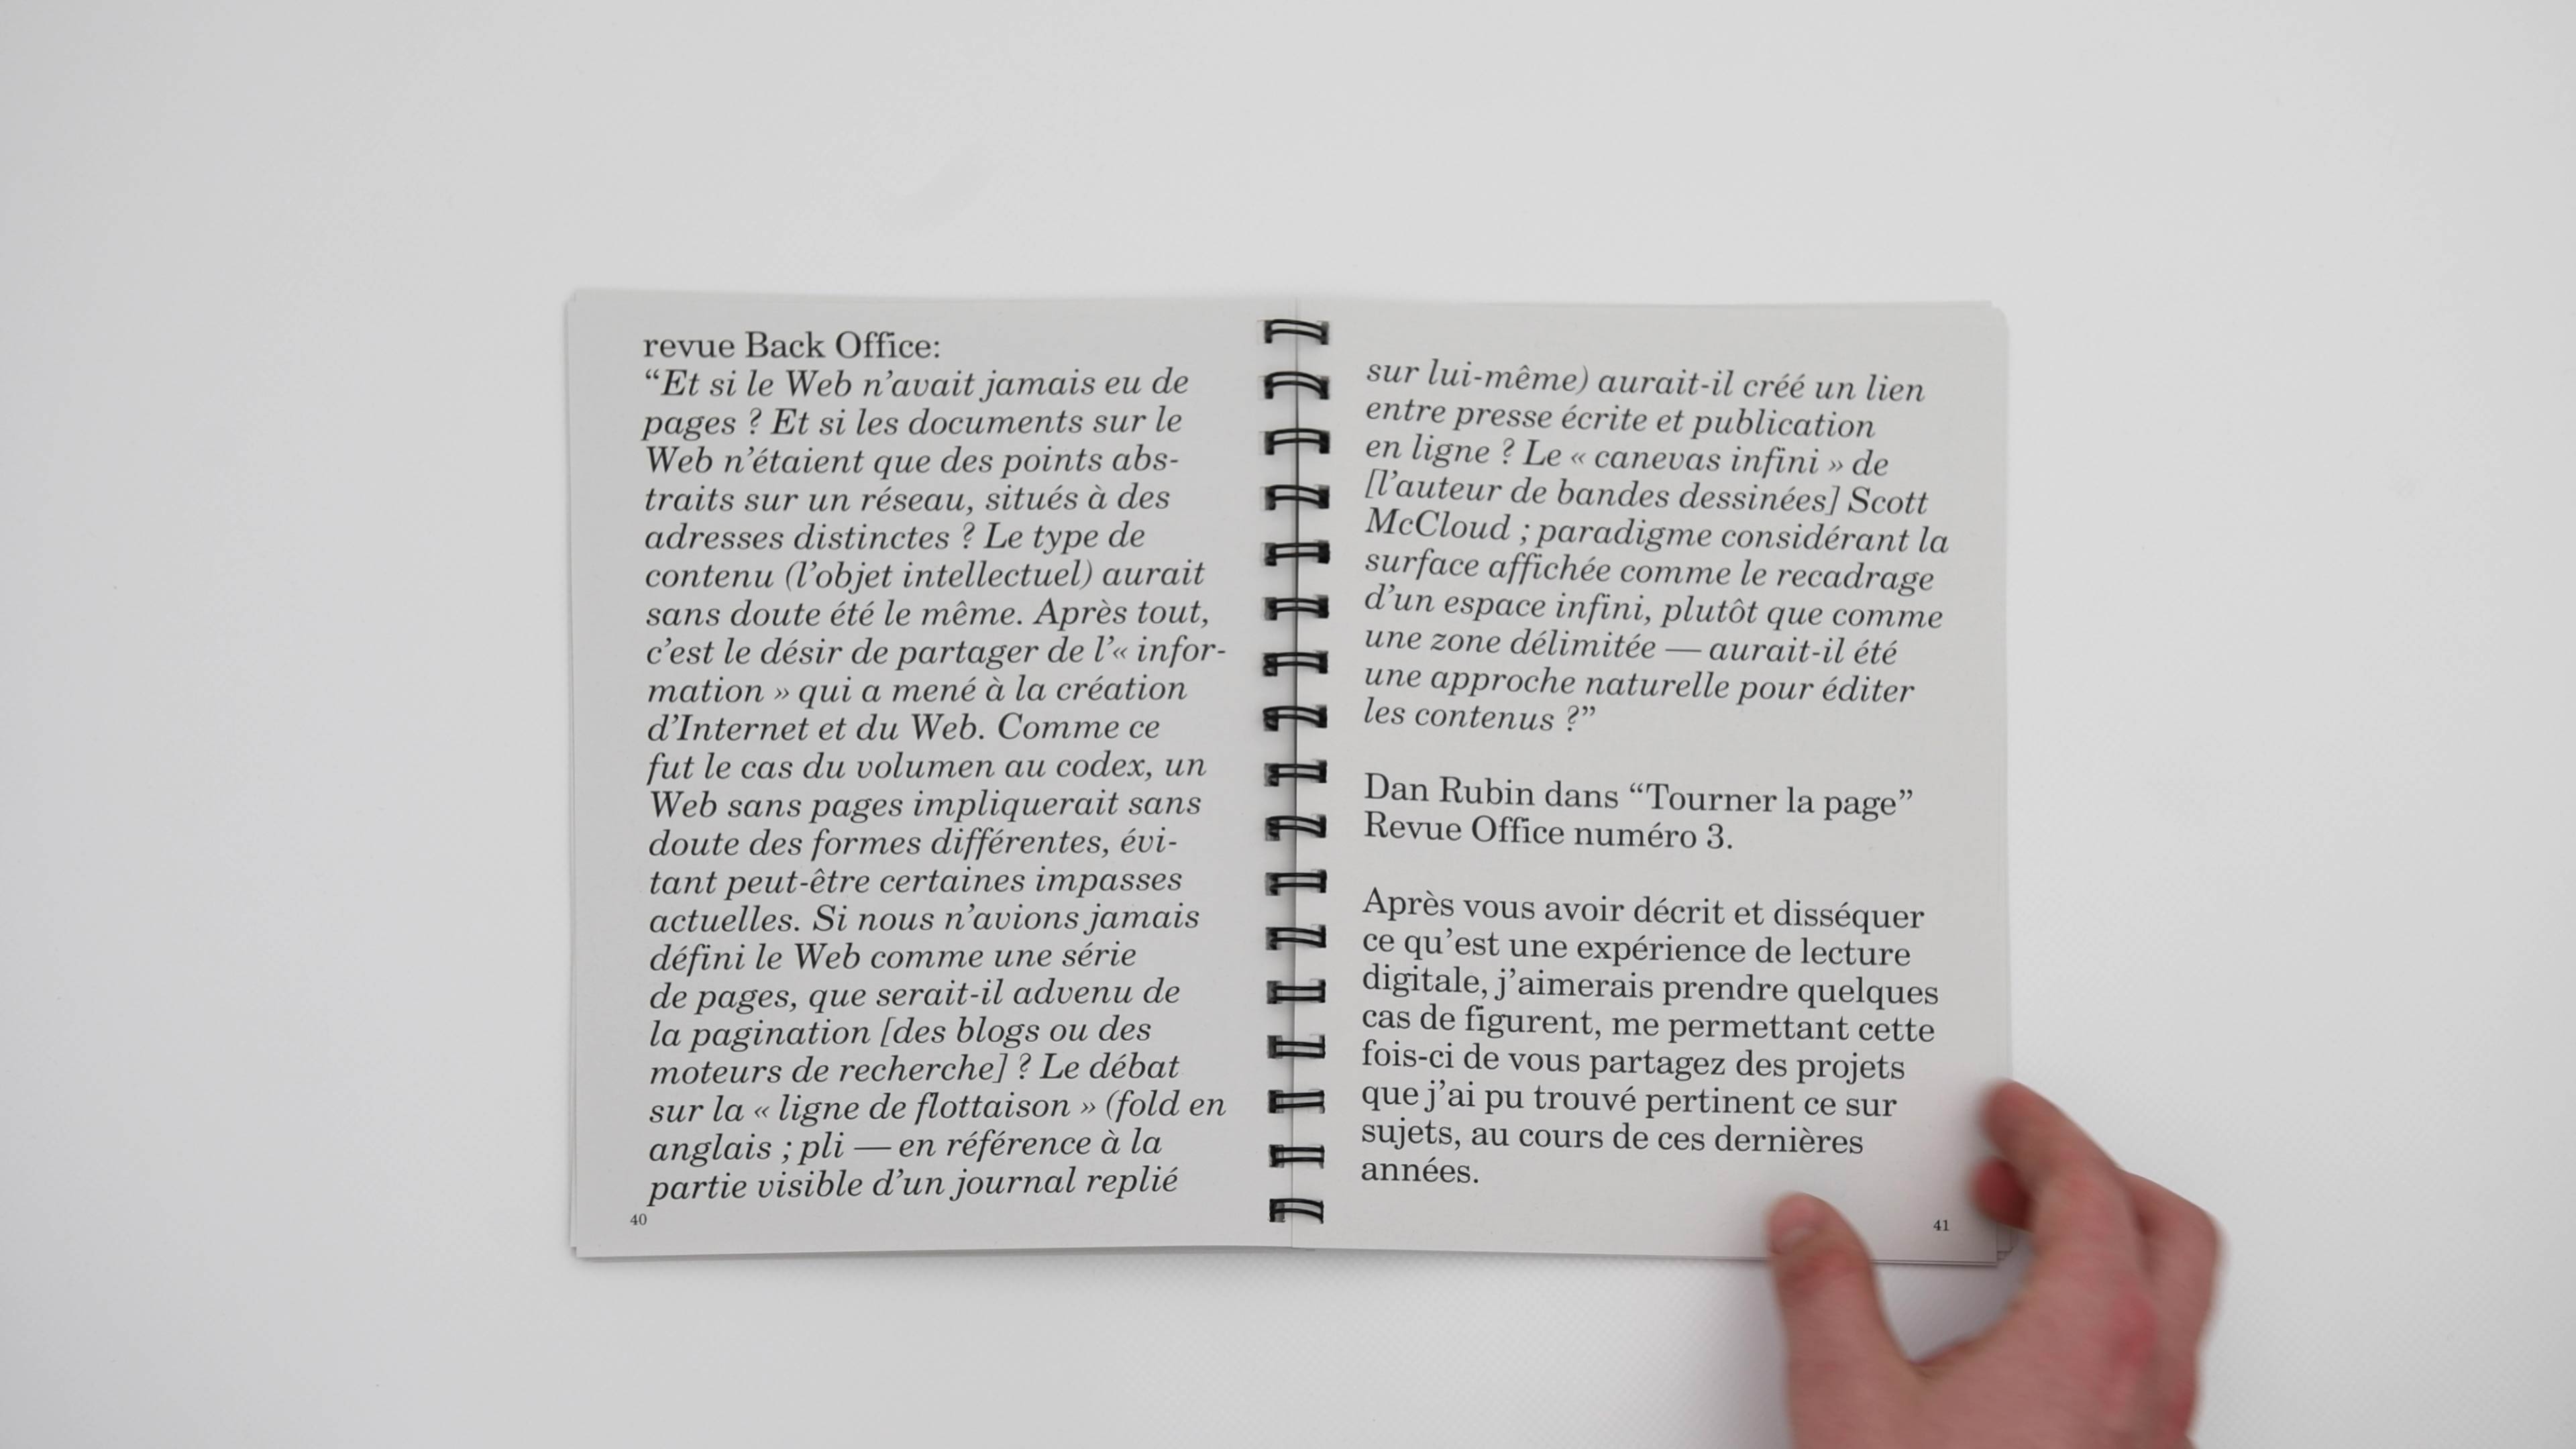 revue Back Office:
“Et si le Web n’avait jamais eu de
pages ? Et si les documents sur le
Web n’étaient que des points abs-
traits sur un réseau, situés à des
adresses distinctes ? Le type de
contenu (l’objet intellectuel) aurait
sans doute été le même. Après tout,
c’est le désir de partager de l’« infor-
mation » qui a mené à la création
d’Internet et du Web. Comme ce
fut le cas du volumen au codex, un
Web sans pages impliquerait sans
doute des formes différentes, évi-
tant peut-être certaines impasses
actuelles. Si nous n’avions jamais
défini le Web comme une série
de pages, que serait-il advenu de
la pagination [des blogs ou des
moteurs de recherche] ? Le débat
sur la « ligne de flottaison » (fold en
anglais ; pli — en référence à la
partie visible d’un journal replié
40
sur lui-même) aurait-il créé un lien
entre presse écrite et publication
en ligne ? Le « canevas infini » de
[l’auteur de bandes dessinées] Scott
McCloud ; paradigme considérant la
surface affichée comme le recadrage
d’un espace infini, plutôt que comme
une zone délimitée — aurait-il été
une approche naturelle pour éditer
les contenus ?”
Dan Rubin dans “Tourner la page”
Revue Office numéro 3.
Après vous avoir décrit et disséquer
ce qu’est une expérience de lecture
digitale, j’aimerais prendre quelques
cas de figurent, me permettant cette
fois-ci de vous partagez des projets
que j’ai pu trouvé pertinent ce sur
sujets, au cours de ces dernières
années.
41